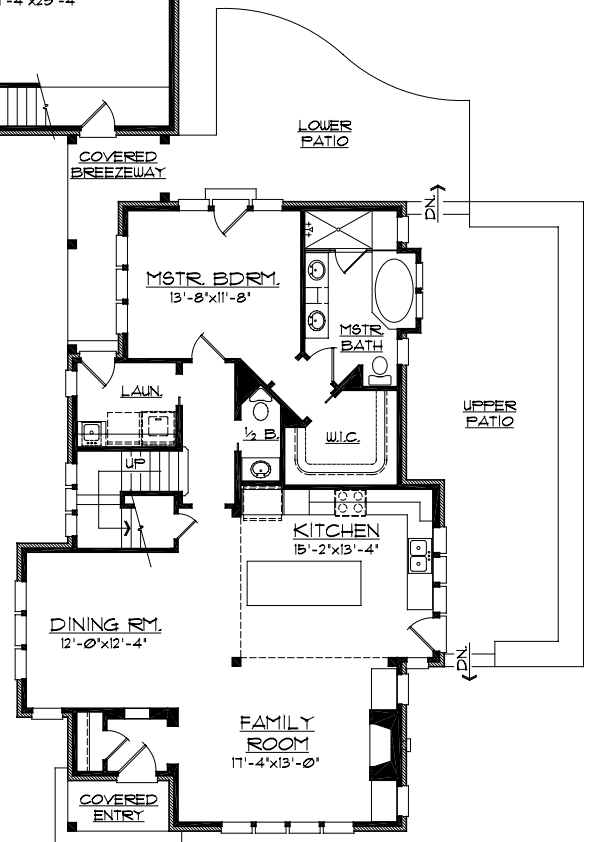 LOWER
PATIO
COVERED
BREEZEWAY
DN.
MSTR. BDRM.
13'-8"x11'-8"
MSTR.
BATH
LAUN.
UPPER
PATIO
1/2 B.
W.I.C.
UP
KITCHEN
15'-2"x13'-4"
DINING RM.
12'-0"x12'-4"
DN.
FAMILY
ROOM
17'-4"x13'-0"
COVERED
ENTRY